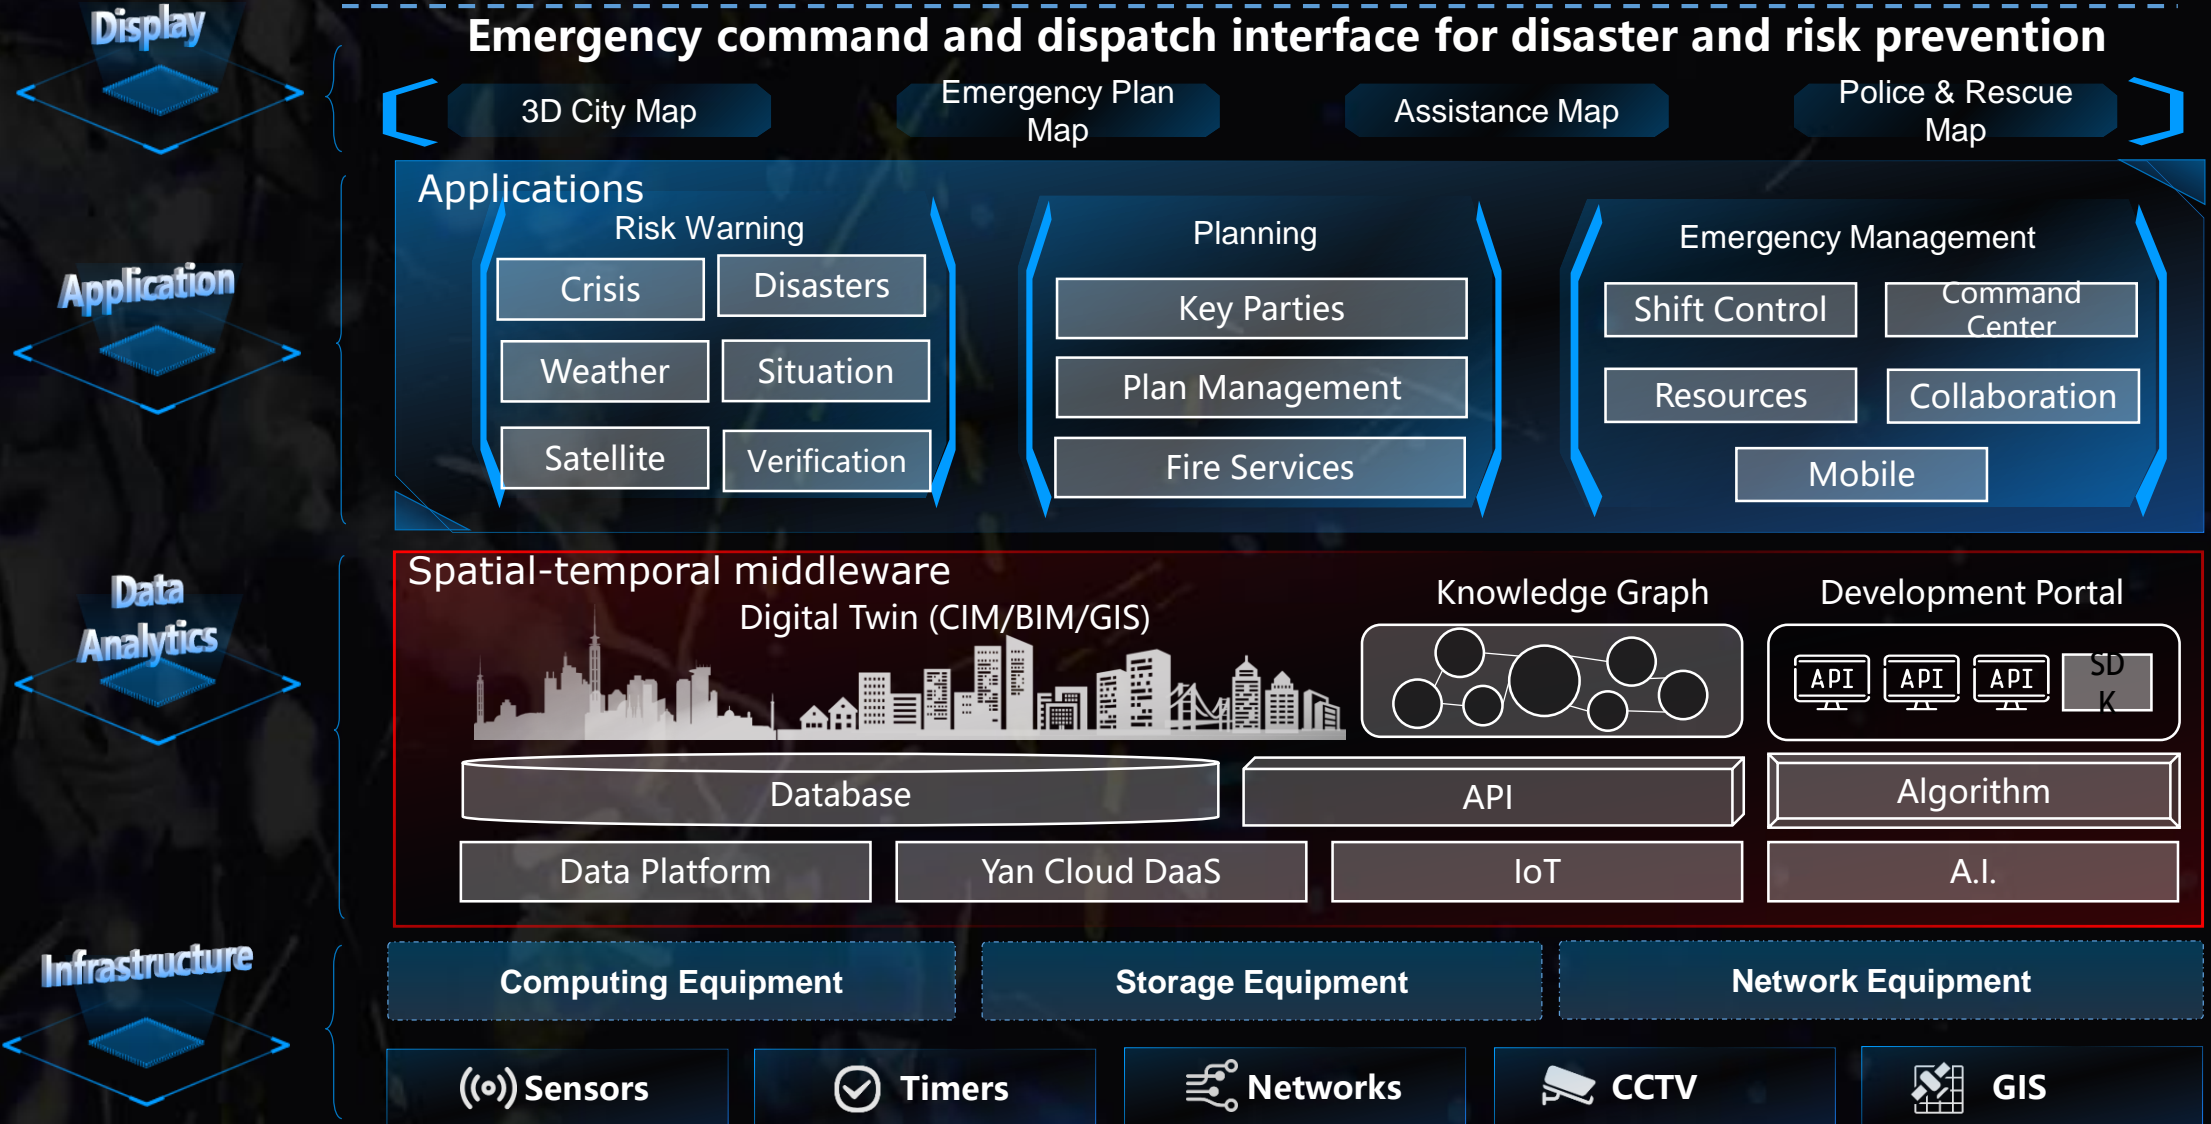 Display
Emergency command and dispatch interface for disaster and risk prevention
3D City Map
Emergency Plan
Map
Assistance Map
Police & Rescue
Map
Application
Applications
Risk Warning
Crisis
Disasters
Weather
Situation
Satellite
Verification
Planning
Key Parties
Plan Management
Fire Services
Emergency Management
Shift Control
Command
Center
Resources
Collaboration
Mobile
Data
Analytics
Spatial-temporal middleware
Digital Twin (CIM/BIM/GIS)
Knowledge Graph
Development Portal
API
API
API
SD
K
Database
API
Algorithm
Data Platform
Yan Cloud DaaS
IoT
A.I.
Infrastructure
Computing Equipment
Storage Equipment
Network Equipment
Sensors
Timers
Networks
CCTV
GIS